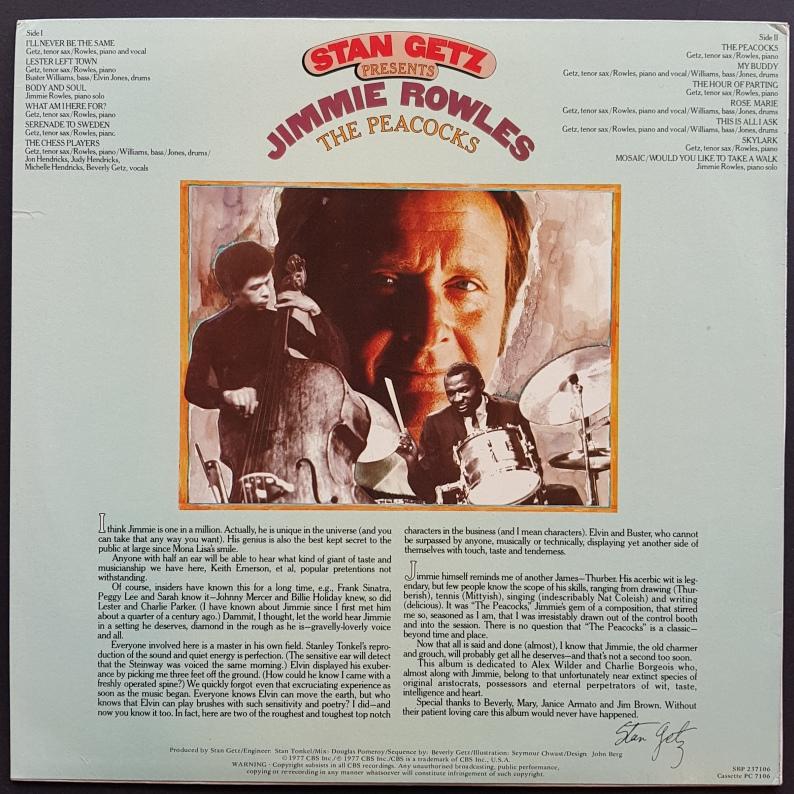 Side I
I'LL NEVER BE THE SAME
Getz, tenor sax/Rowles, piano and vocal
LESTER LEFT TOWN
Getz, tenor sax/Rowles, piano
Buster Williams, bass/Elvin Jones, drums
BODY AND SOUL
Jimmie Rowles, piano solo
WHAT AM I HERE FOR?
Getz, tenor sax/Rowles, piano
SERENADE TO SWEDEN
Getz, tenor sax/Rowles, piano
THE CHESS PLAYERS
Getz, tenor sax/Rowles, piano/Williams, bass/Jones, drums/
Jon Hendricks, Judy Hendricks,
Michelle Hendricks, Beverly Getz, vocals
STAN GETZ
PRESENTS
JIMMIE ROWLES
THE PEACOCKS
Side II
THE PEACOCKS
Getz, tenor sax/Rowles, piano
MY BUDDY
Getz, tenor sax/Rowles, piano and vocal/Williams, bass/Jones, drums
THE HOUR OF PARTING
Getz, tenor sax/Rowles, piano
ROSE MARIE
Getz, tenor sax/Rowles, piano and vocal/Williams, bass/Jones, drums
THIS IS ALL I ASK
Getz, tenor sax/Rowles, piano and vocal/Williams, bass/Jones, drums
SKYLARK
Getz, tenor sax/Rowles, piano
MOSAIC/WOULD YOU LIKE TO TAKE A WALK
Jimmie Rowles, piano solo
I think Jimmie is one in a million. Actually, he is unique in the universe (and you
can take that any way you want). His genius is also the best kept secret to the
public at large since Mona Lisa's smile.
Anyone with half an ear will be able to hear what kind of giant of taste and
musicianship we have here, Keith Emerson, et al, popular pretentions not
withstanding.
Of course, insiders have known this for a long time, e.g., Frank Sinatra,
Peggy Lee and Sarah know it—Johnny Mercer and Billie Holiday knew, so did
Lester and Charlie Parker. (I have known about Jimmie since I first met him
about a quarter of a century ago.) Dammit, I thought, let the world hear Jimmie
in a setting he deserves, diamond in the rough as he is—gravelly-loverly voice
and all.
Everyone involved here is a master in his own field. Stanley Tonkel's repro-
duction of the sound and quiet energy is perfection. (The sensitive ear will detect
that the Steinway was voiced the same morning.) Elvin displayed his exuber-
ance by picking me three feet off the ground. (How could he know I came with a
freshly operated spine?) We quickly forgot even that excruciating experience as
soon as the music began. Everyone knows Elvin can move the earth, but who
knows that Elvin can play brushes with such sensitivity and poetry? I did—and
now you know it too. In fact, here are two of the roughest and toughest top notch
characters in the business (and I mean characters). Elvin and Buster, who cannot
be surpassed by anyone, musically or technically, displaying yet another side of
themselves with touch, taste and tenderness.
Jimmie himself reminds me of another James—Thurber. His acerbic wit is leg-
endary, but few people know the scope of his skills, ranging from drawing (Thur-
berish), tennis (Mittyish), singing (indescribably Nat Coleish) and writing
(delicious). It was "The Peacocks," Jimmie's gem of a composition, that stirred
me so, seasoned as I am, that I was irresistably drawn out of the control booth
and into the session. There is no question that "The Peacocks" is a classic—
beyond time and place.
Now that all is said and done (almost), I know that Jimmie, the old charmer
and grouch, will probably get all he deserves—and that's not a second too soon.
This album is dedicated to Alex Wilder and Charlie Borgeois who,
almost along with Jimmie, belong to that unfortunately near extinct species of
original aristocrats, possessors and eternal perpetrators of wit, taste,
intelligence and heart.
Special thanks to Beverly, Mary, Janice Armato and Jim Brown. Without
their patient loving care this album would never have happened.
Stan Getz
Produced by Stan Getz/Engineer: Stan Tonkel/Mix: Douglas Pomeroy/Sequence by: Beverly Getz/Illustration: Seymour Chwast/Design: John Berg
© 1977 CBS Inc./℗ 1977 CBS Inc./CBS is a trademark of CBS Inc., U.S.A.
WARNING - Copyright subsists in all CBS recordings. Any unauthorised broadcasting, public performance,
copying or re-recording in any manner whatsoever will constitute infringement of such copyright.
SBP 237106
Cassette PC 7106